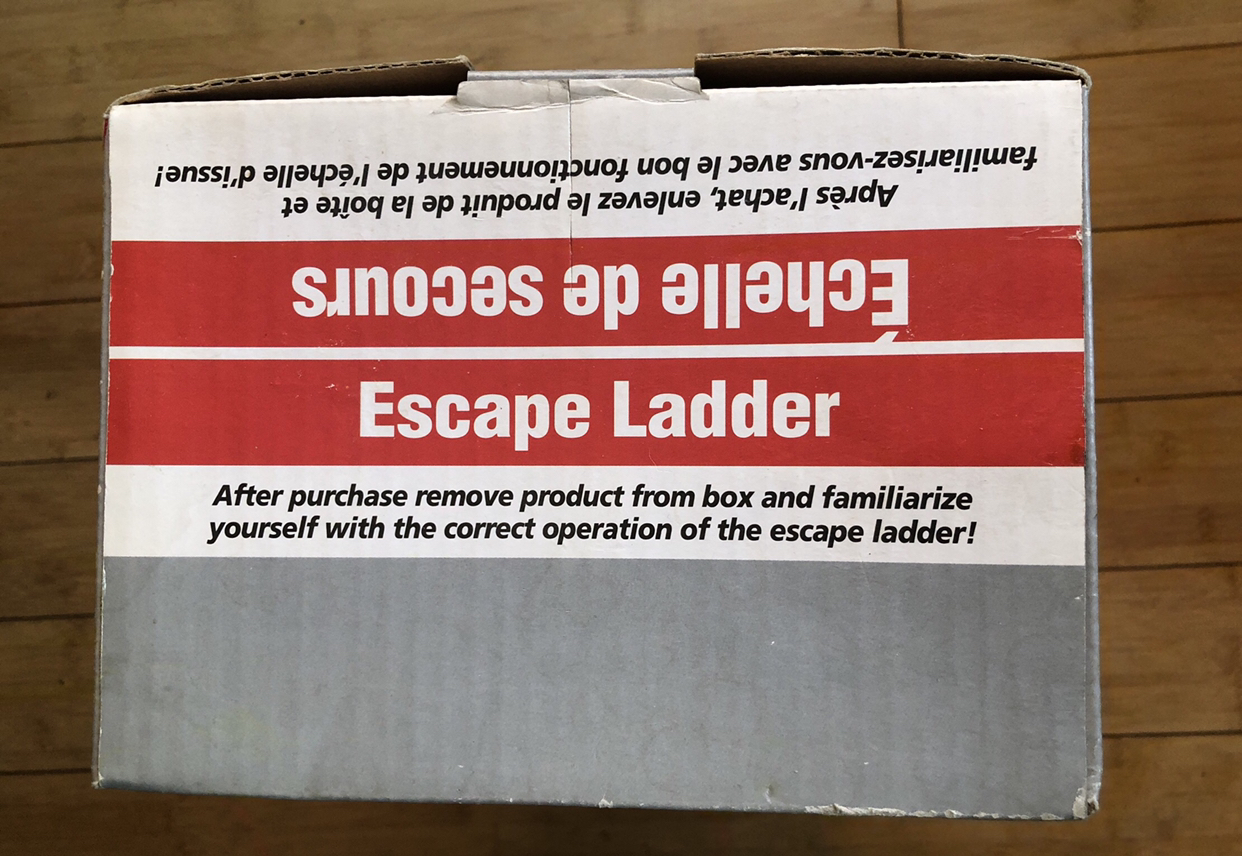 Échelle de secours
Après l'achat, enlevez le produit de la boîte et
familiarisez-vous avec le bon fonctionnement de l'échelle d'issue!
Escape Ladder
After purchase remove product from box and familiarize
yourself with the correct operation of the escape ladder!